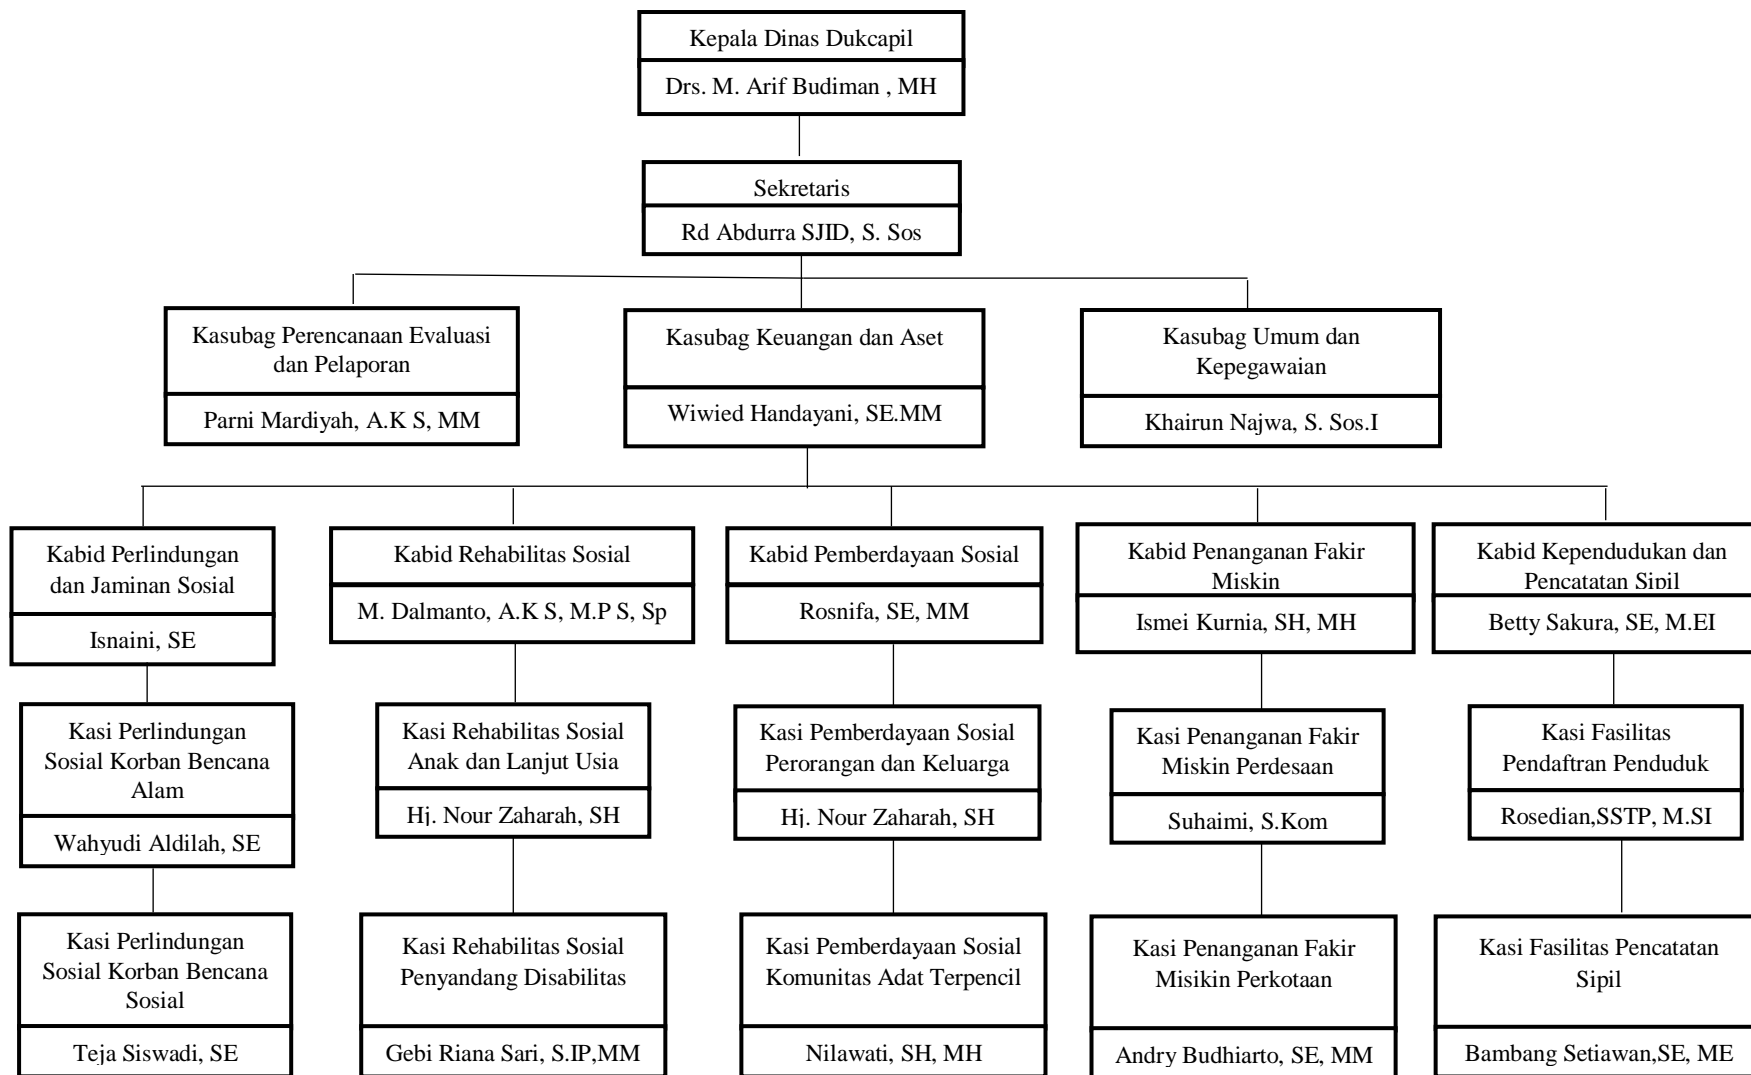 Kepala Dinas Dukcapil
Drs. M. Arif Budiman , MH
Sekretaris
Rd Abdurra SJID, S. Sos
Kasubag Perencanaan Evaluasi
dan Pelaporan
Parni Mardiyah, A.K S, MM
Kasubag Keuangan dan Aset
Wiwied Handayani, SE.MM
Kasubag Umum dan
Kepegawaian
Khairun Najwa, S. Sos.I
Kabid Perlindungan
dan Jaminan Sosial
Isnaini, SE
Kabid Rehabilitas Sosial
M. Dalmanto, A.K S, M.P S, Sp
Kabid Pemberdayaan Sosial
Rosnifa, SE, MM
Kabid Penanganan Fakir
Miskin
Ismei Kurnia, SH, MH
Kabid Kependudukan dan
Pencatatan Sipil
Betty Sakura, SE, M.EI
Kasi Perlindungan
Sosial Korban Bencana
Alam
Wahyudi Aldilah, SE
Kasi Rehabilitas Sosial
Anak dan Lanjut Usia
Hj. Nour Zaharah, SH
Kasi Pemberdayaan Sosial
Perorangan dan Keluarga
Hj. Nour Zaharah, SH
Kasi Penanganan Fakir
Miskin Perdesaan
Suhaimi, S.Kom
Kasi Fasilitas
Pendaftran Penduduk
Rosedian,SSTP, M.SI
Kasi Perlindungan
Sosial Korban Bencana
Sosial
Teja Siswadi, SE
Kasi Rehabilitas Sosial
Penyandang Disabilitas
Gebi Riana Sari, S.IP,MM
Kasi Pemberdayaan Sosial
Komunitas Adat Terpencil
Nilawati, SH, MH
Kasi Penanganan Fakir
Misikin Perkotaan
Andry Budhiarto, SE, MM
Kasi Fasilitas Pencatatan
Sipil
Bambang Setiawan,SE, ME